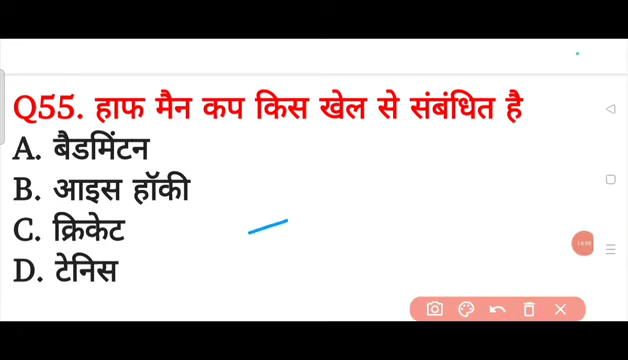 Q55. हाफ मैन कप किस खेल से संबंधित है
A. बैडमिंटन
B. आइस हॉकी
C. क्रिकेट
D. टेनिस